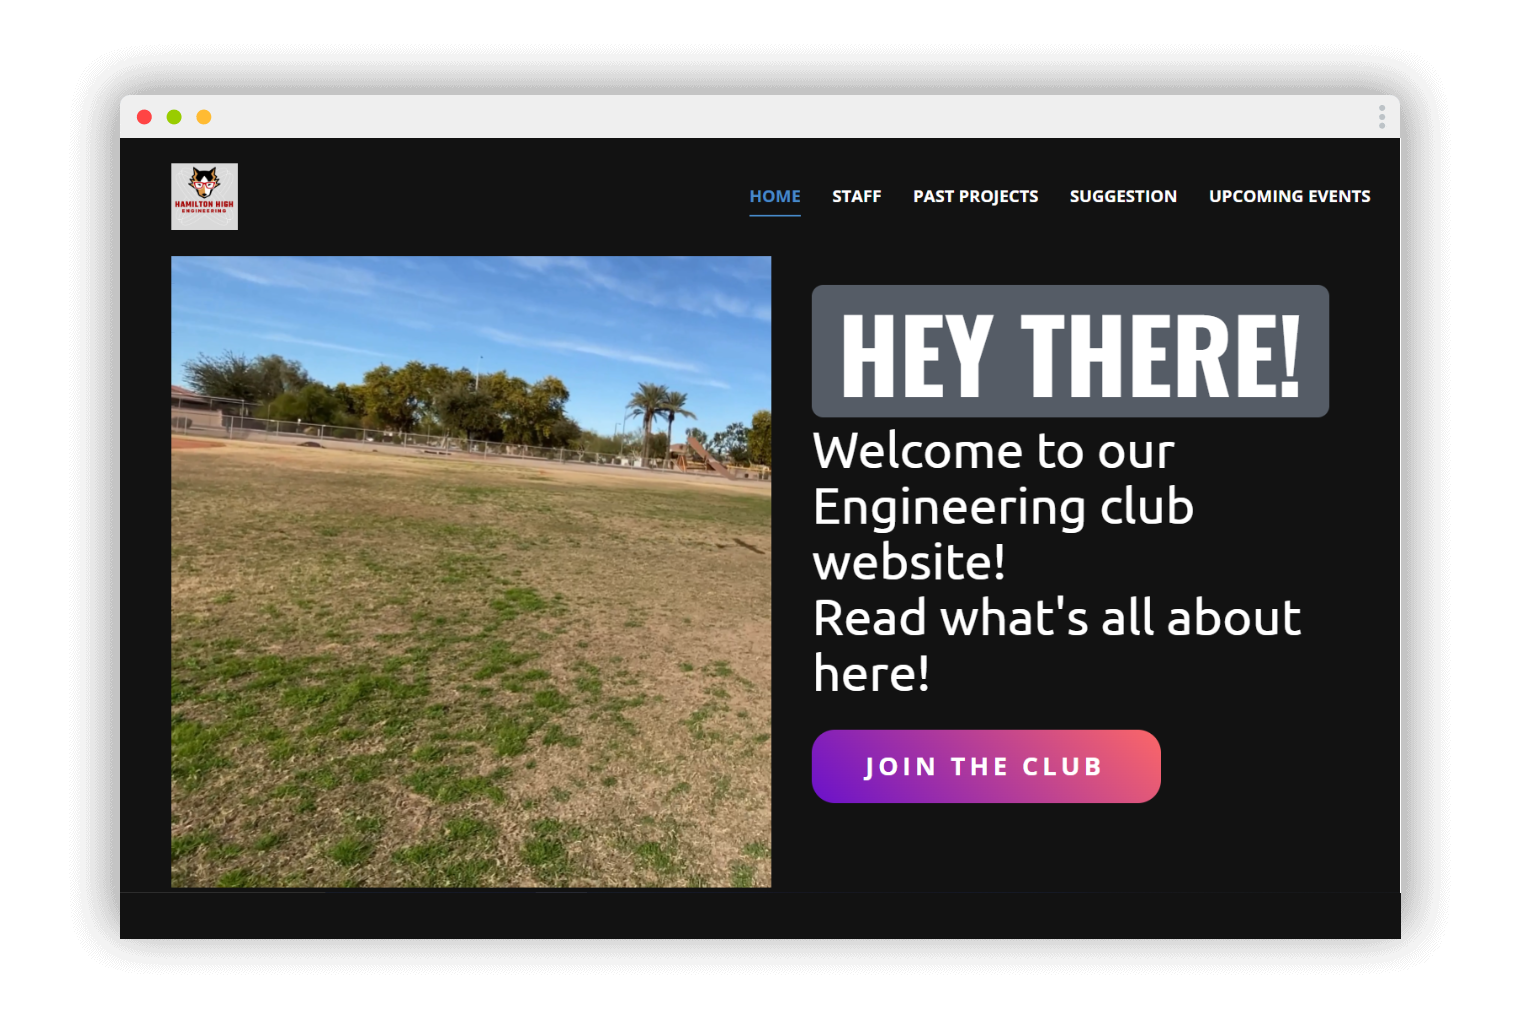 HAMILTON HIGH
ENGINEERING
HOME STAFF PAST PROJECTS SUGGESTION UPCOMING EVENTS
HEY THERE!
Welcome to our
Engineering club
website!
Read what's all about
here!
JOIN THE CLUB